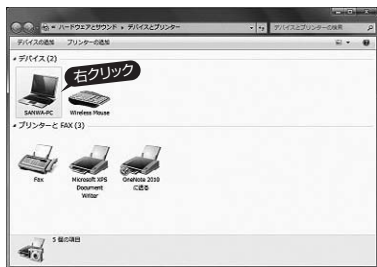 « ハードウェアとサウンド ▸ デバイスとプリンター
デバイスとプリンターの検索
デバイスの追加 プリンターの追加
デバイス (2)
右クリック
SANWA-PC
Wireless Mouse
プリンターと FAX (3)
Fax
Microsoft XPS Document Writer
OneNote 2010 に送る
5 個の項目